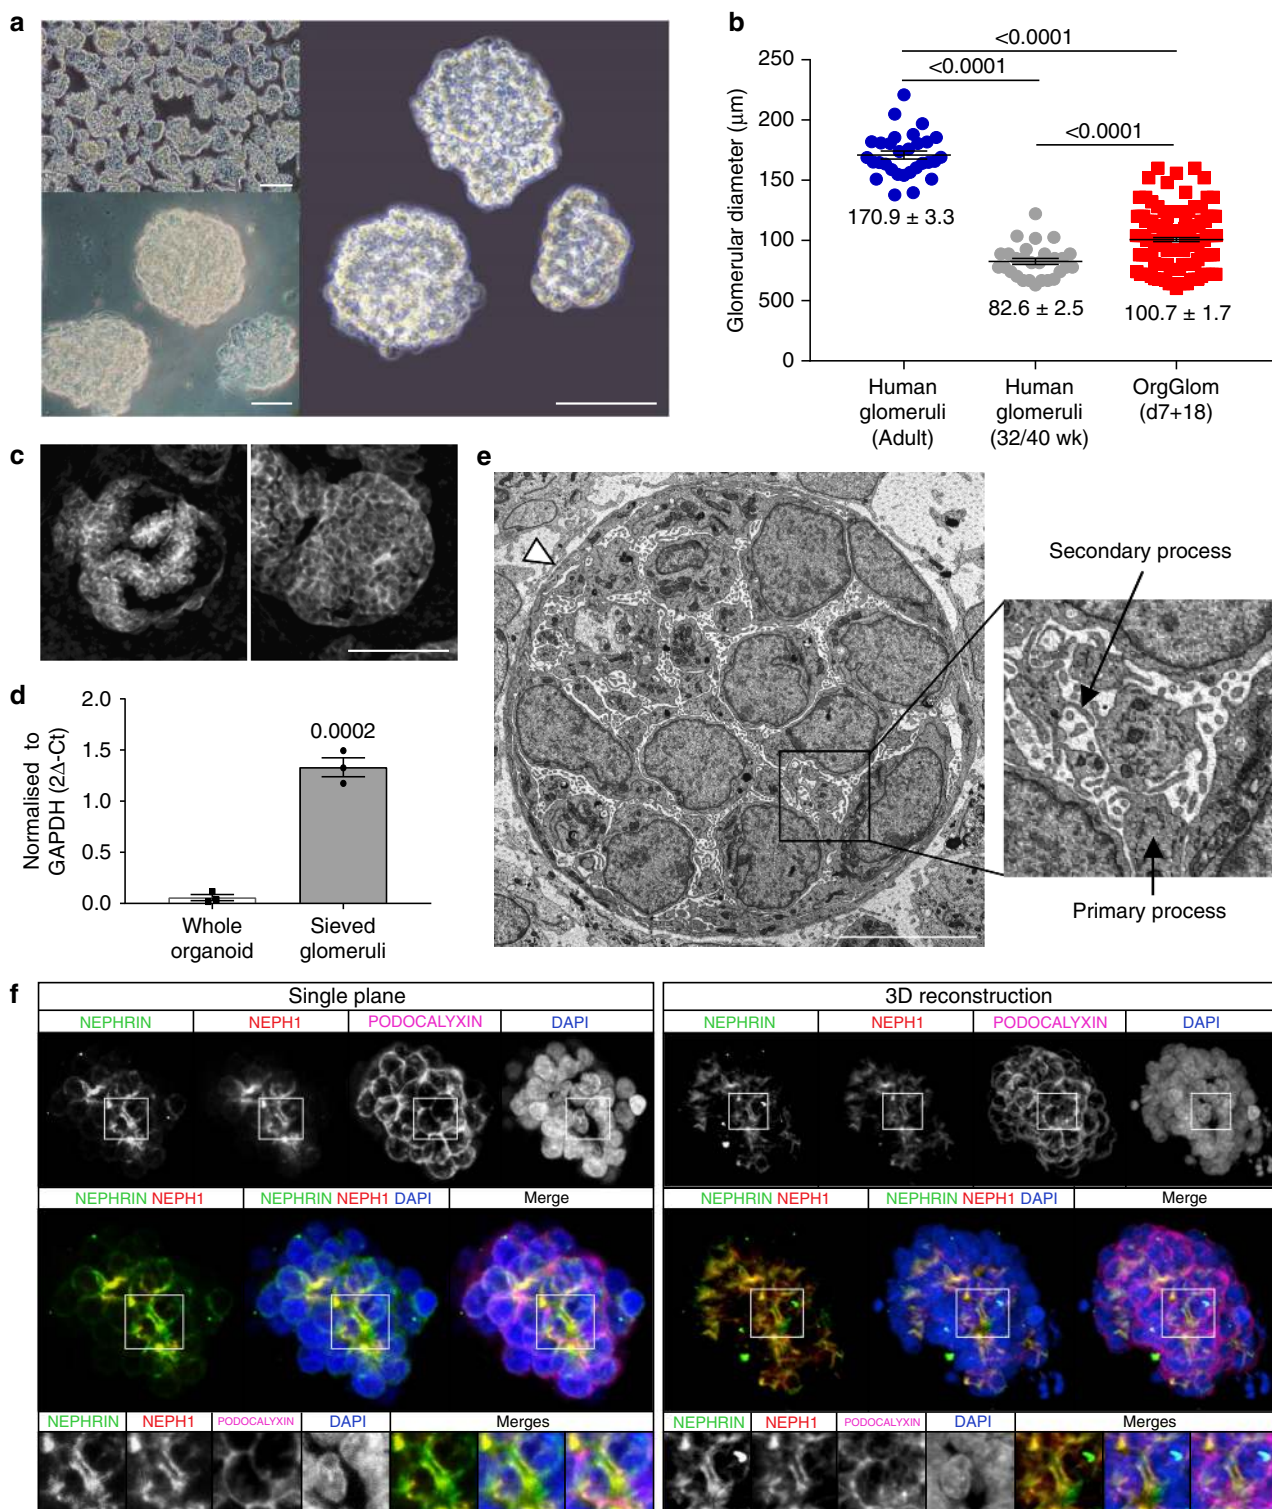 a
b
<0.0001
<0.0001
<0.0001
Glomerular diameter (μm)
250
200
150
100
500
0
170.9 ± 3.3
82.6 ± 2.5
100.7 ± 1.7
Human
glomeruli
(Adult)
Human
glomeruli
(32/40 wk)
OrgGlom
(d7+18)
c
d
Normalised to
GAPDH (2Δ-Ct)
2.0
1.5
1.0
0.5
0.0
0.0002
Whole
organoid
Sieved
glomeruli
e
Secondary process
Primary process
f
Single plane
NEPHRIN NEPH1 PODOCALYXIN DAPI
NEPHRIN NEPH1 NEPHRIN NEPH1 DAPI Merge
NEPHRIN NEPH1 PODOCALYXIN DAPI Merges
3D reconstruction
NEPHRIN NEPH1 PODOCALYXIN DAPI
NEPHRIN NEPH1 NEPHRIN NEPH1 DAPI Merge
NEPHRIN NEPH1 PODOCALYXIN DAPI Merges